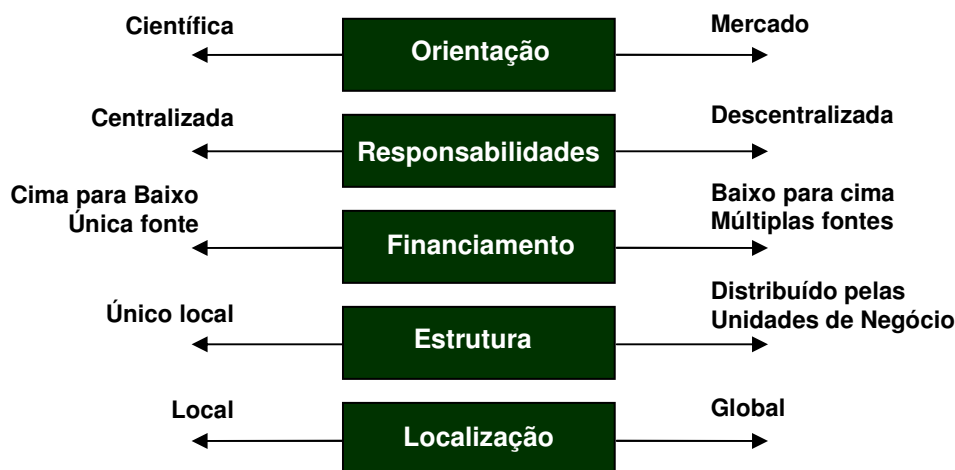 Científica
Orientação
Mercado
Centralizada
Responsabilidades
Descentralizada
Cima para Baixo
Única fonte
Financiamento
Baixo para cima
Múltiplas fontes
Único local
Estrutura
Distribuído pelas
Unidades de Negócio
Local
Localização
Global